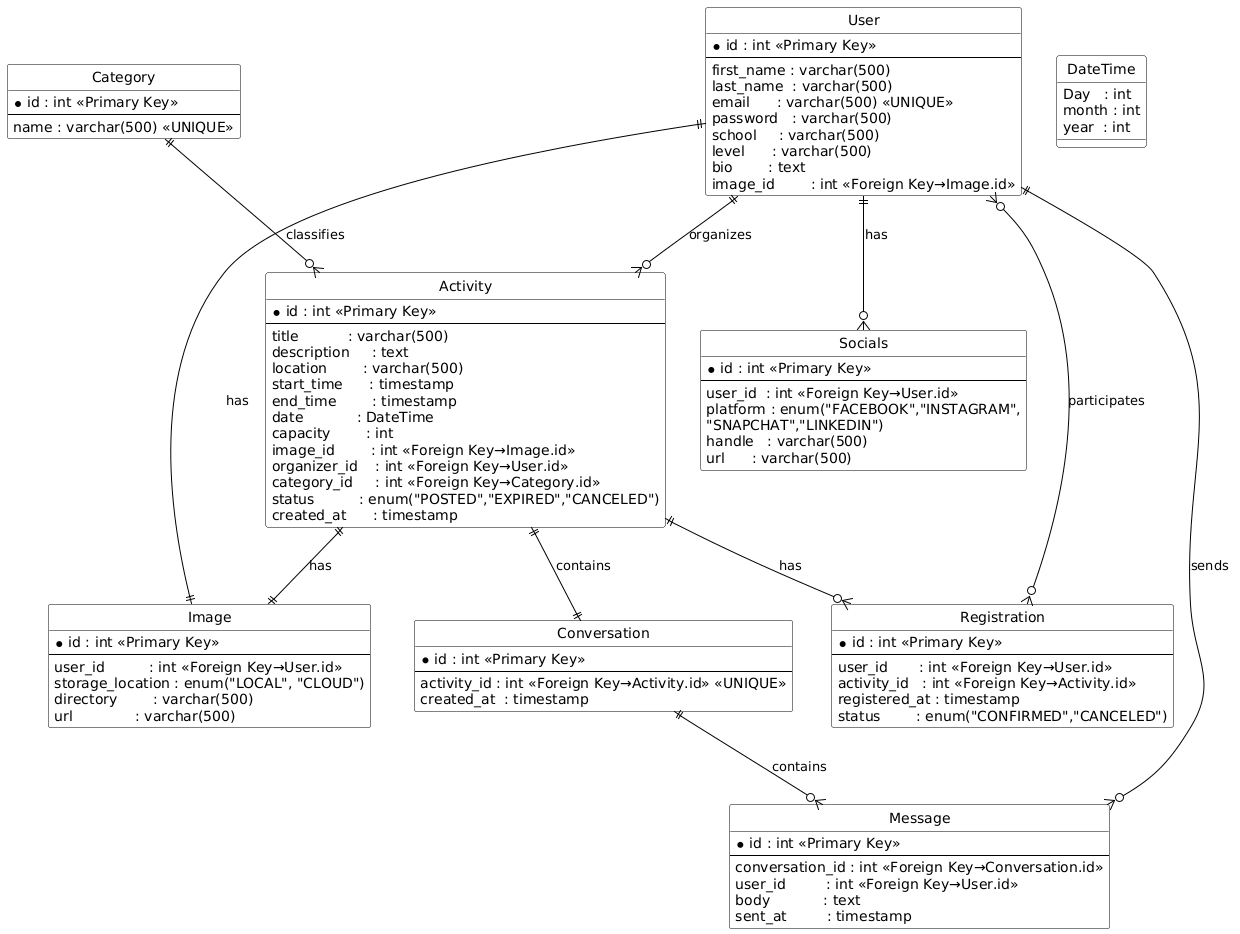 User
id : int «Primary Key»
first_name : varchar(500)
last_name : varchar(500)
email : varchar(500) «UNIQUE»
password : varchar(500)
school : varchar(500)
level : varchar(500)
bio : text
image_id : int «Foreign Key→Image.id»
DateTime
Day : int
month : int
year : int
Category
id : int «Primary Key»
name : varchar(500) «UNIQUE»
classifies
organizes
has
Activity
id : int «Primary Key»
title : varchar(500)
description : text
location : varchar(500)
start_time : timestamp
end_time : timestamp
date : DateTime
capacity : int
image_id : int «Foreign Key→Image.id»
organizer_id : int «Foreign Key→User.id»
category_id : int «Foreign Key→Category.id»
status : enum("POSTED","EXPIRED","CANCELED")
created_at : timestamp
Socials
id : int «Primary Key»
user_id : int «Foreign Key→User.id»
platform : enum("FACEBOOK","INSTAGRAM",
"SNAPCHAT","LINKEDIN")
handle : varchar(500)
url : varchar(500)
has
participates
has
contains
has
sends
Image
id : int «Primary Key»
user_id : int «Foreign Key→User.id»
storage_location : enum("LOCAL", "CLOUD")
directory : varchar(500)
url : varchar(500)
Conversation
id : int «Primary Key»
activity_id : int «Foreign Key→Activity.id» «UNIQUE»
created_at : timestamp
Registration
id : int «Primary Key»
user_id : int «Foreign Key→User.id»
activity_id : int «Foreign Key→Activity.id»
registered_at : timestamp
status : enum("CONFIRMED","CANCELED")
contains
Message
id : int «Primary Key»
conversation_id : int «Foreign Key→Conversation.id»
user_id : int «Foreign Key→User.id»
body : text
sent_at : timestamp